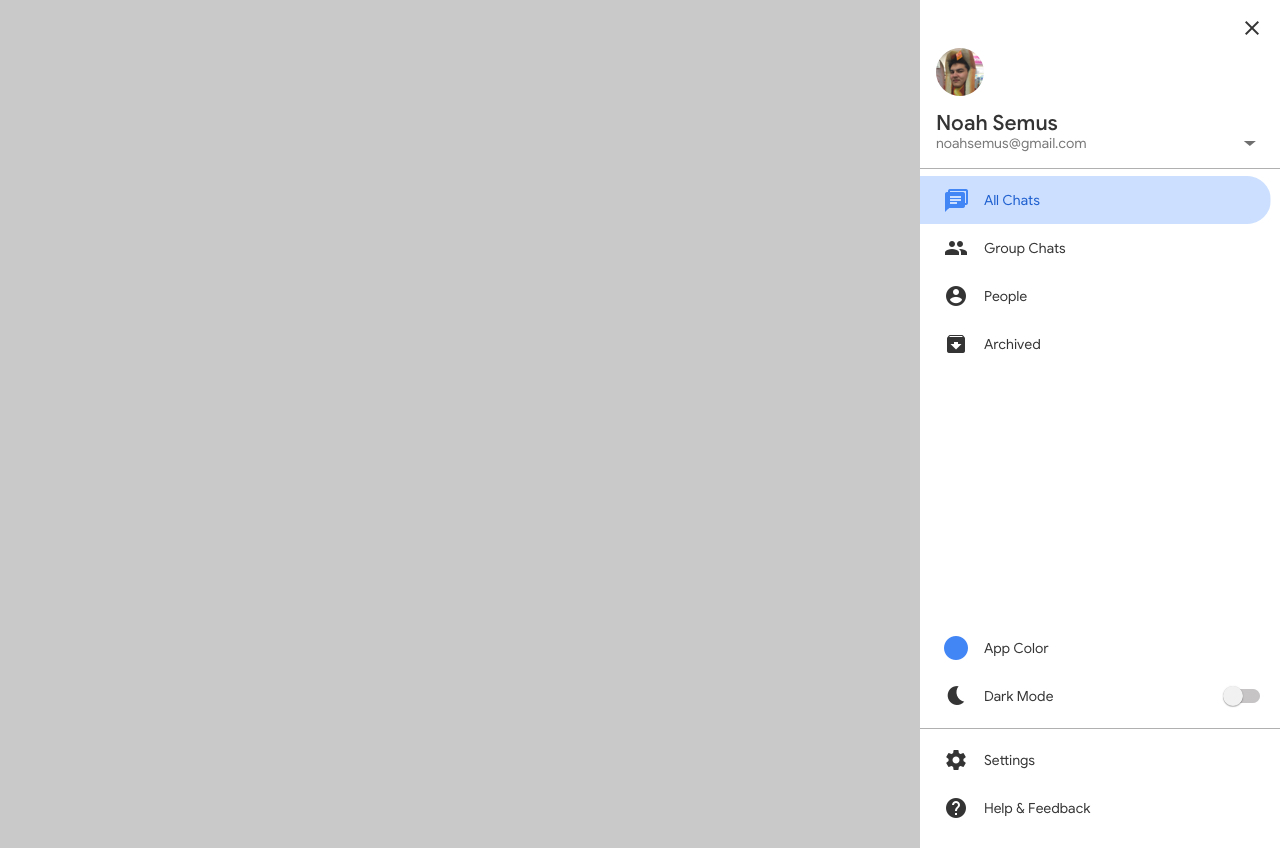 Noah Semus
noahsemus@gmail.com
All Chats
Group Chats
People
Archived
App Color
Dark Mode
Settings
Help & Feedback